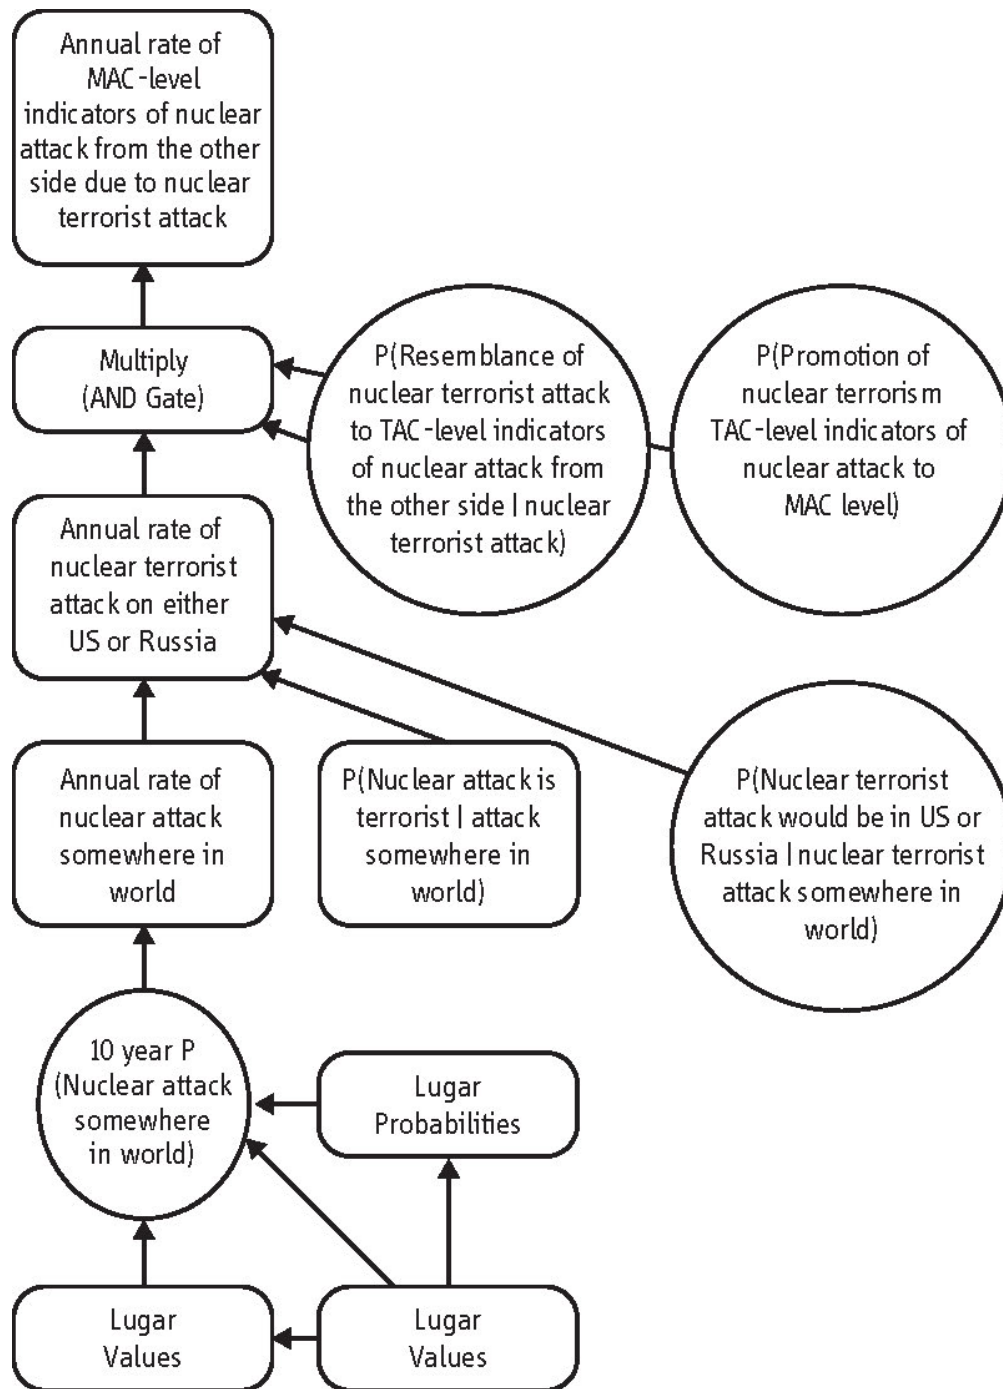 Annual rate of
MAC-level
indicators of nuclear
attack from the other
side due to nuclear
terrorist attack
Multiply
(AND Gate)
P(Resemblance of
nuclear terrorist attack
to TAC-level indicators
of nuclear attack from
the other side | nuclear
terrorist attack)
P(Promotion of
nuclear terrorism
TAC-level indicators of
nuclear attack to
MAC level)
Annual rate of
nuclear terrorist
attack on either
US or Russia
Annual rate of
nuclear attack
somewhere in
world
P(Nuclear attack is
terrorist | attack
somewhere in
world)
P(Nuclear terrorist
attack would be in US or
Russia | nuclear terrorist
attack somewhere in
world)
10 year P
(Nuclear attack
somewhere
in world)
Lugar
Probabilities
Lugar
Values
Lugar
Values